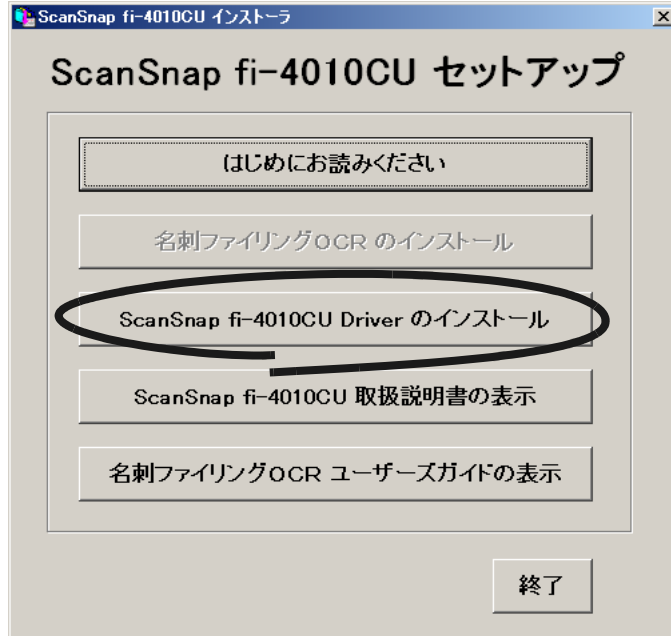 ScanSnap fi-4010CU インストーラ
ScanSnap fi-4010CU セットアップ
はじめにお読みください
名刺ファイリングOCR のインストール
ScanSnap fi-4010CU Driver のインストール
ScanSnap fi-4010CU 取扱説明書の表示
名刺ファイリングOCR ユーザーズガイドの表示
終了